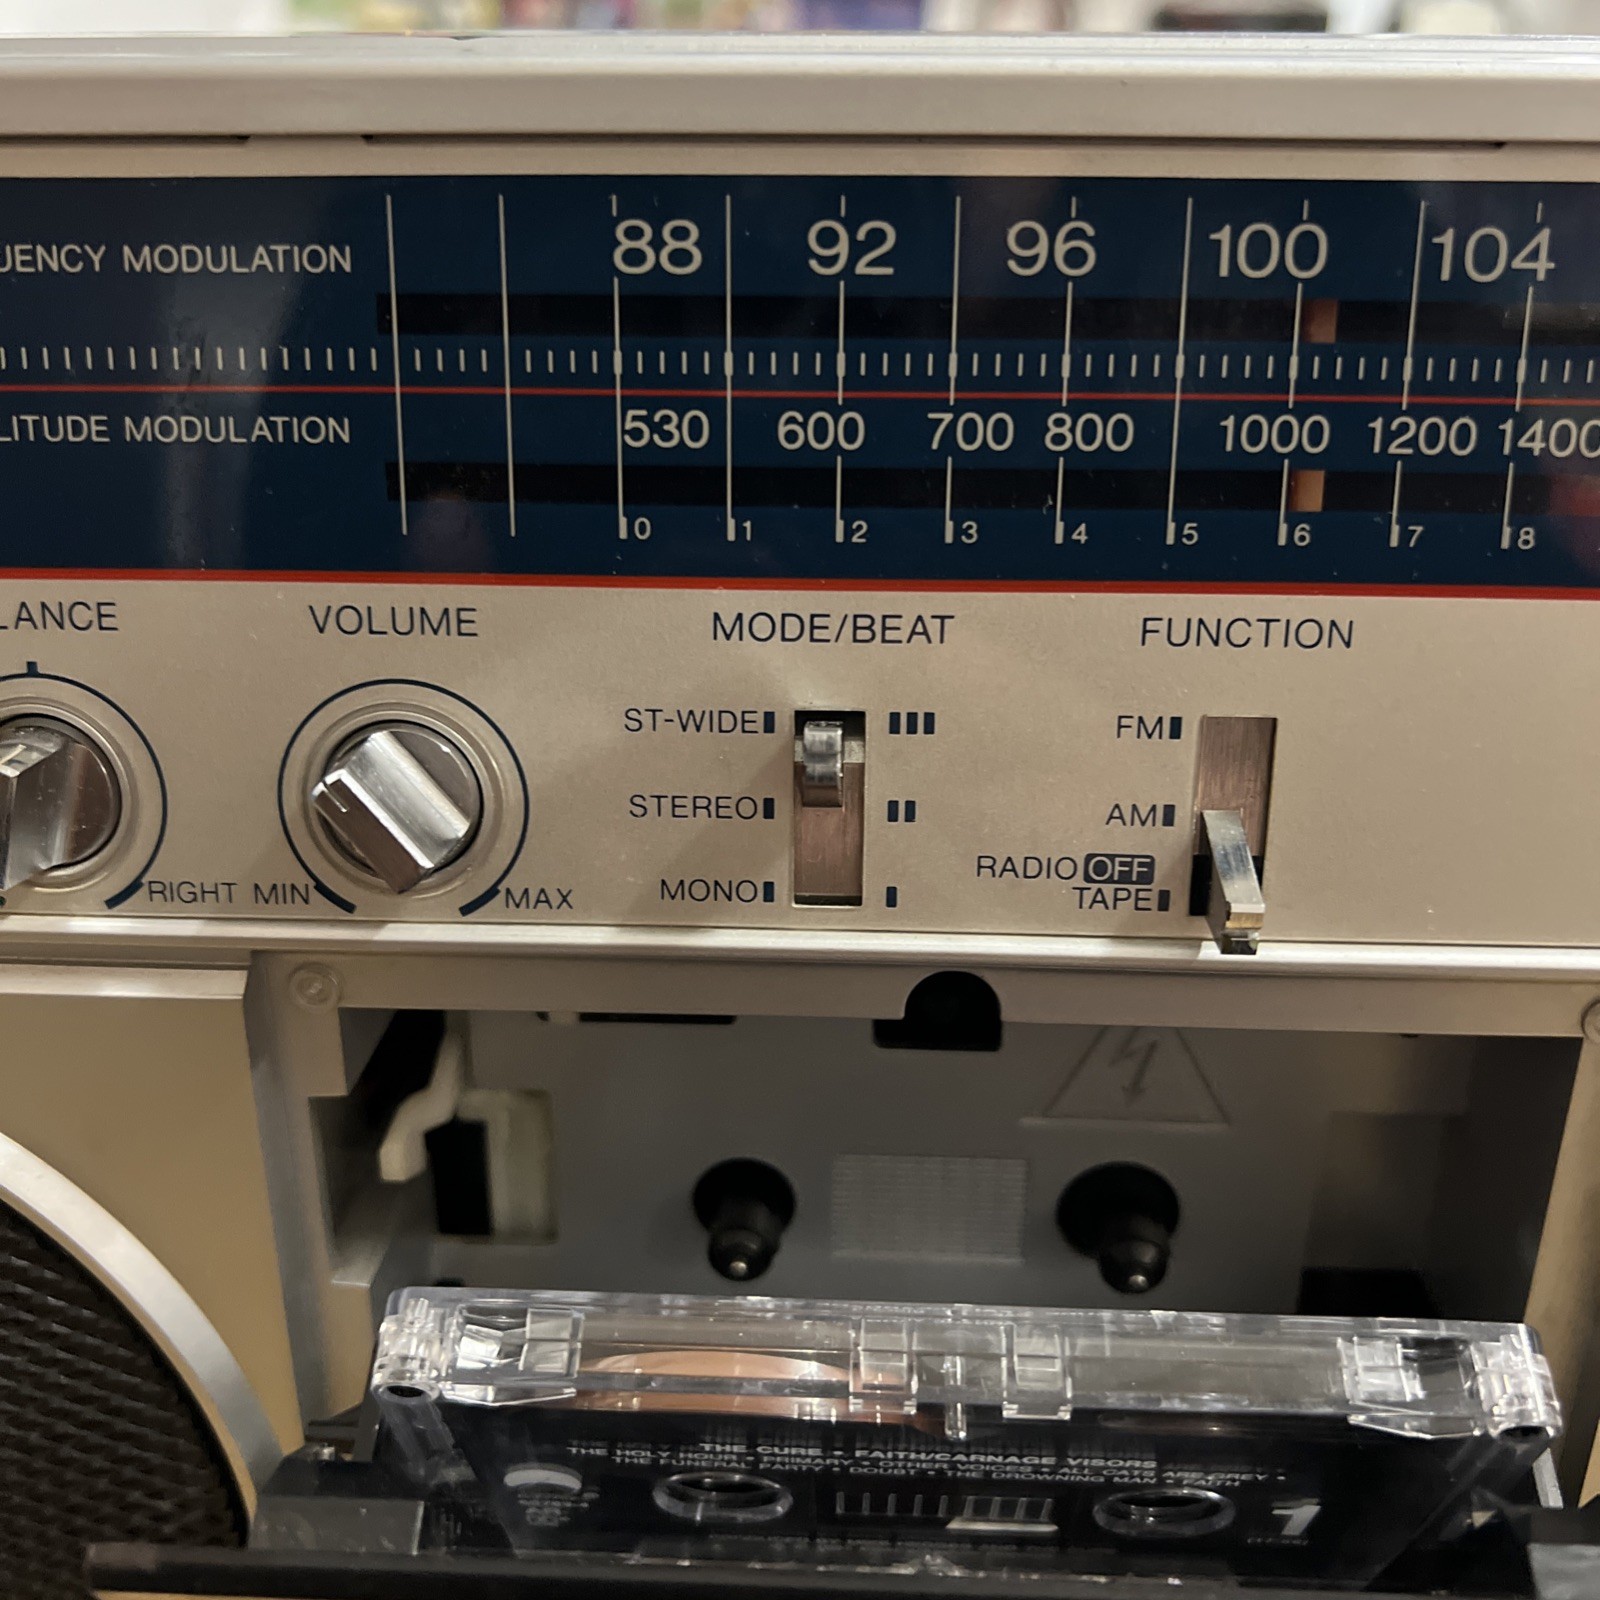 UENCY MODULATION
88 92 96 100 104
LITUDE MODULATION
530 600 700 800 1000 1200 1400
0 1 2 3 4 5 6 7 8
LANCE
VOLUME
MODE/BEAT
FUNCTION
RIGHT
MIN
MAX
ST-WIDE
STEREO
MONO
FM
AM
RADIO OFF
TAPE
THE CURE • FAITH/CARNAGE VISORS
THE HOLY HOUR • PRIMARY • OTHER VOICES • ALL CATS ARE GREY •
THE FUNERAL PARTY • DOUBT • THE DROWNING MAN • FAITH
1